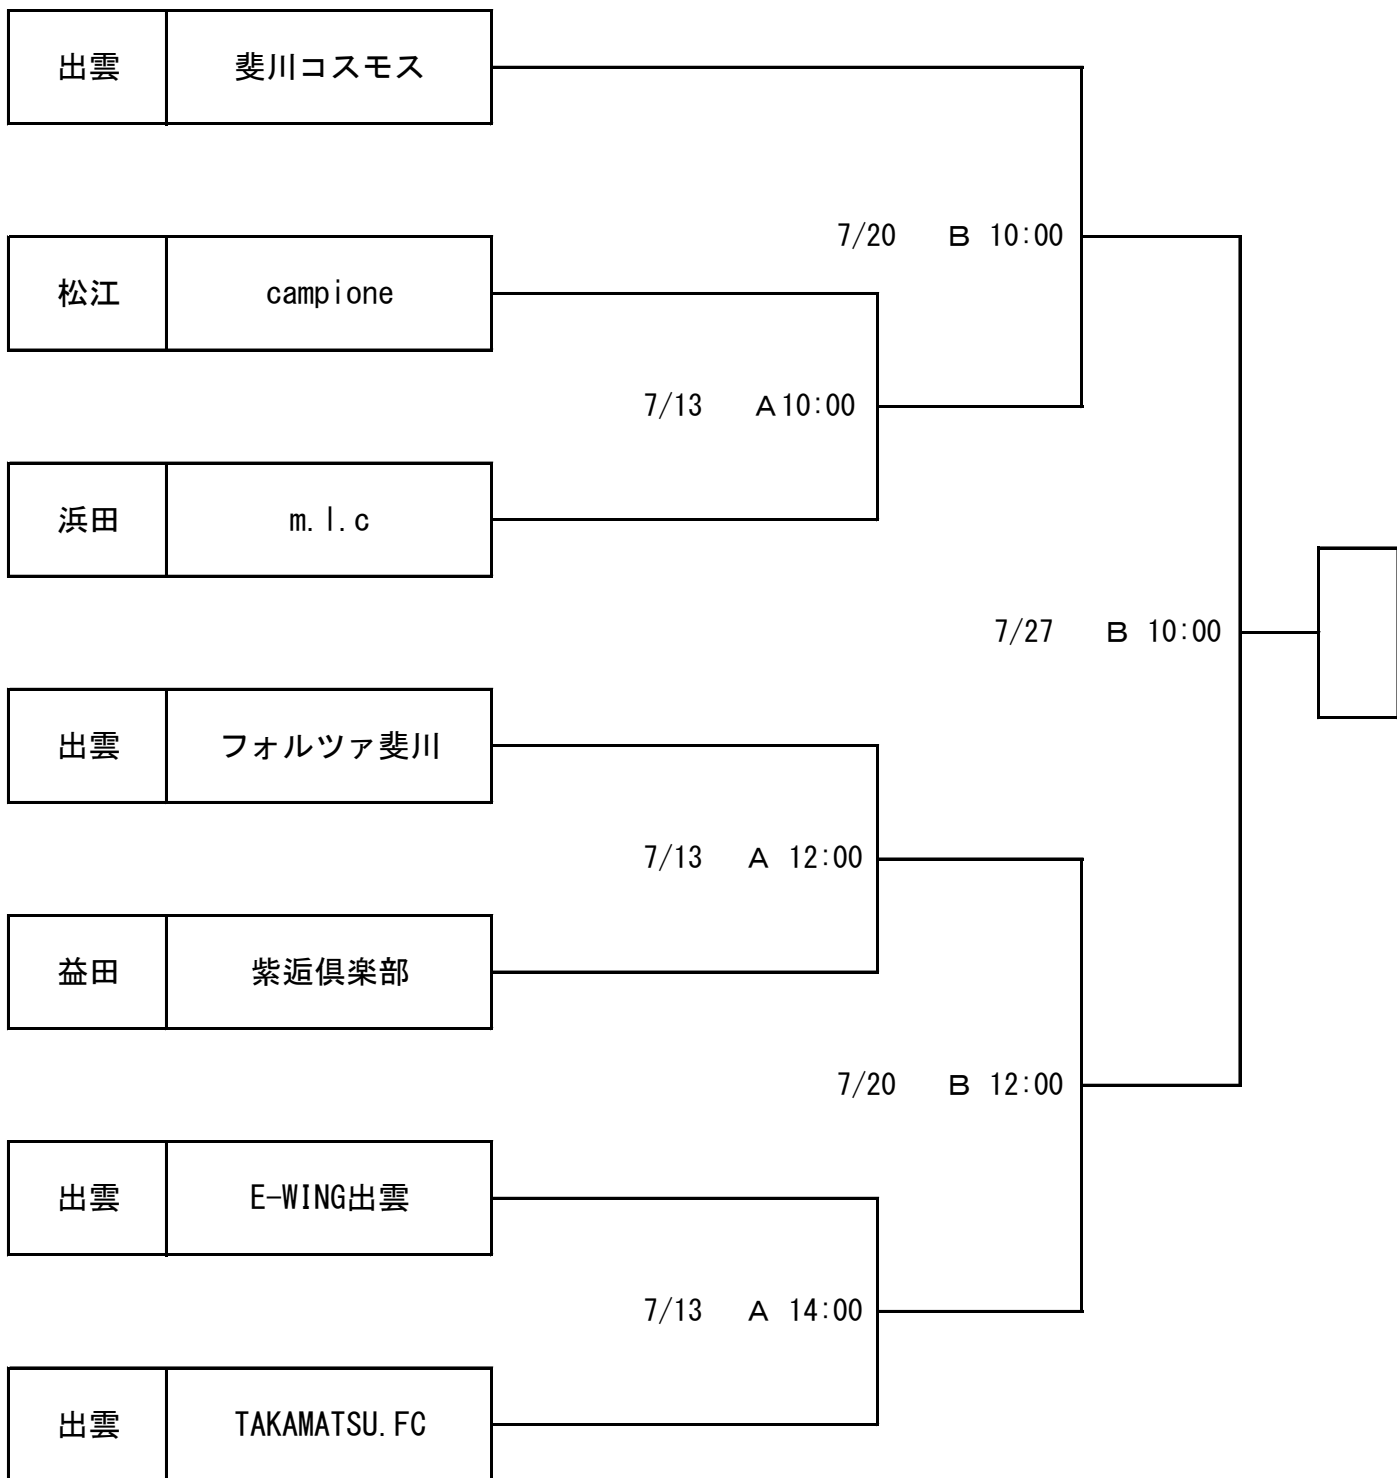 出雲 斐川コスモス
7/20 B 10:00
松江 campione
7/13 A 10:00
浜田 m.l.c
7/27 B 10:00
出雲 フォルツァ斐川
7/13 A 12:00
益田 紫逅倶楽部
7/20 B 12:00
出雲 E-WING出雲
7/13 A 14:00
出雲 TAKAMATSU.FC